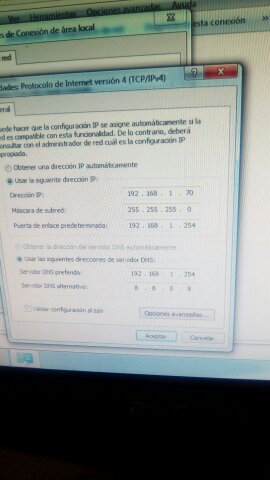 Ver Herramientas Opciones avanzadas Ayuda
es de Conexión de área local
esta conexión »
red
dades: Protocolo de Internet versión 4 (TCP/IPv4)
eral
uede hacer que la configuración IP se asigne automáticamente si la
ed es compatible con esta funcionalidad. De lo contrario, deberá
onsultar con el administrador de red cuál es la configuración IP
ropiada.
Obtener una dirección IP automáticamente
Usar la siguiente dirección IP:
Dirección IP: 192 . 168 . 1 . 70
Máscara de subred: 255 . 255 . 255 . 0
Puerta de enlace predeterminada: 192 . 168 . 1 . 254
Obtener la dirección del servidor DNS automáticamente
Usar las siguientes direcciones de servidor DNS:
Servidor DNS preferido: 192 . 168 . 1 . 254
Servidor DNS alternativo: 8 . 8 . 8 . 8
Validar configuración al salir
Opciones avanzadas...
Aceptar
Cancelar